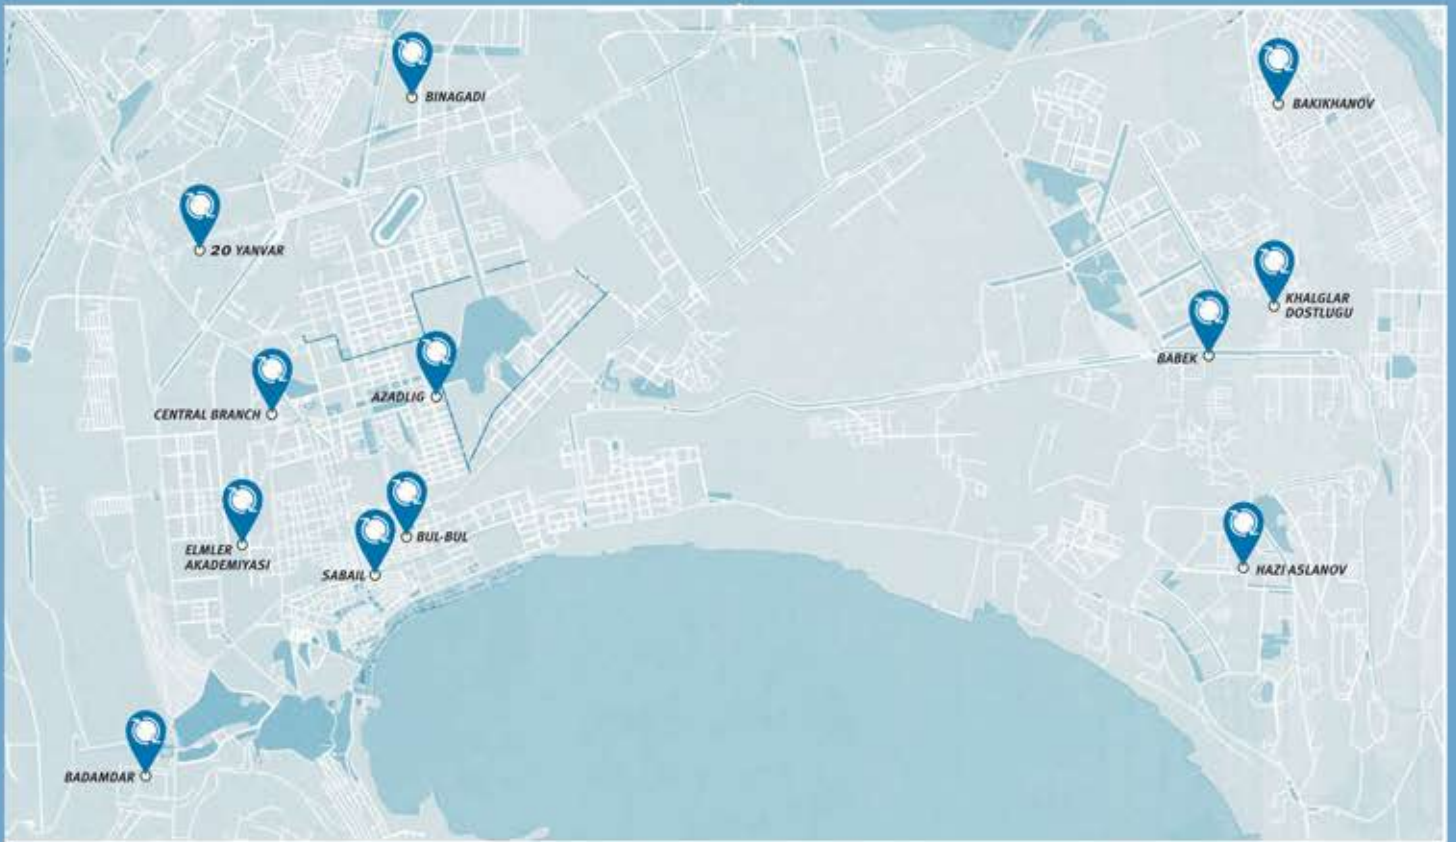 BINAGADI
BAKIKHANOV
20 YANVAR
KHALGLAR
DOSTLUGU
BABEK
AZADLIG
CENTRAL BRANCH
BUL-BUL
ELMLER
AKADEMIYASI
SABAIL
HAZI ASLANOV
BADAMDAR